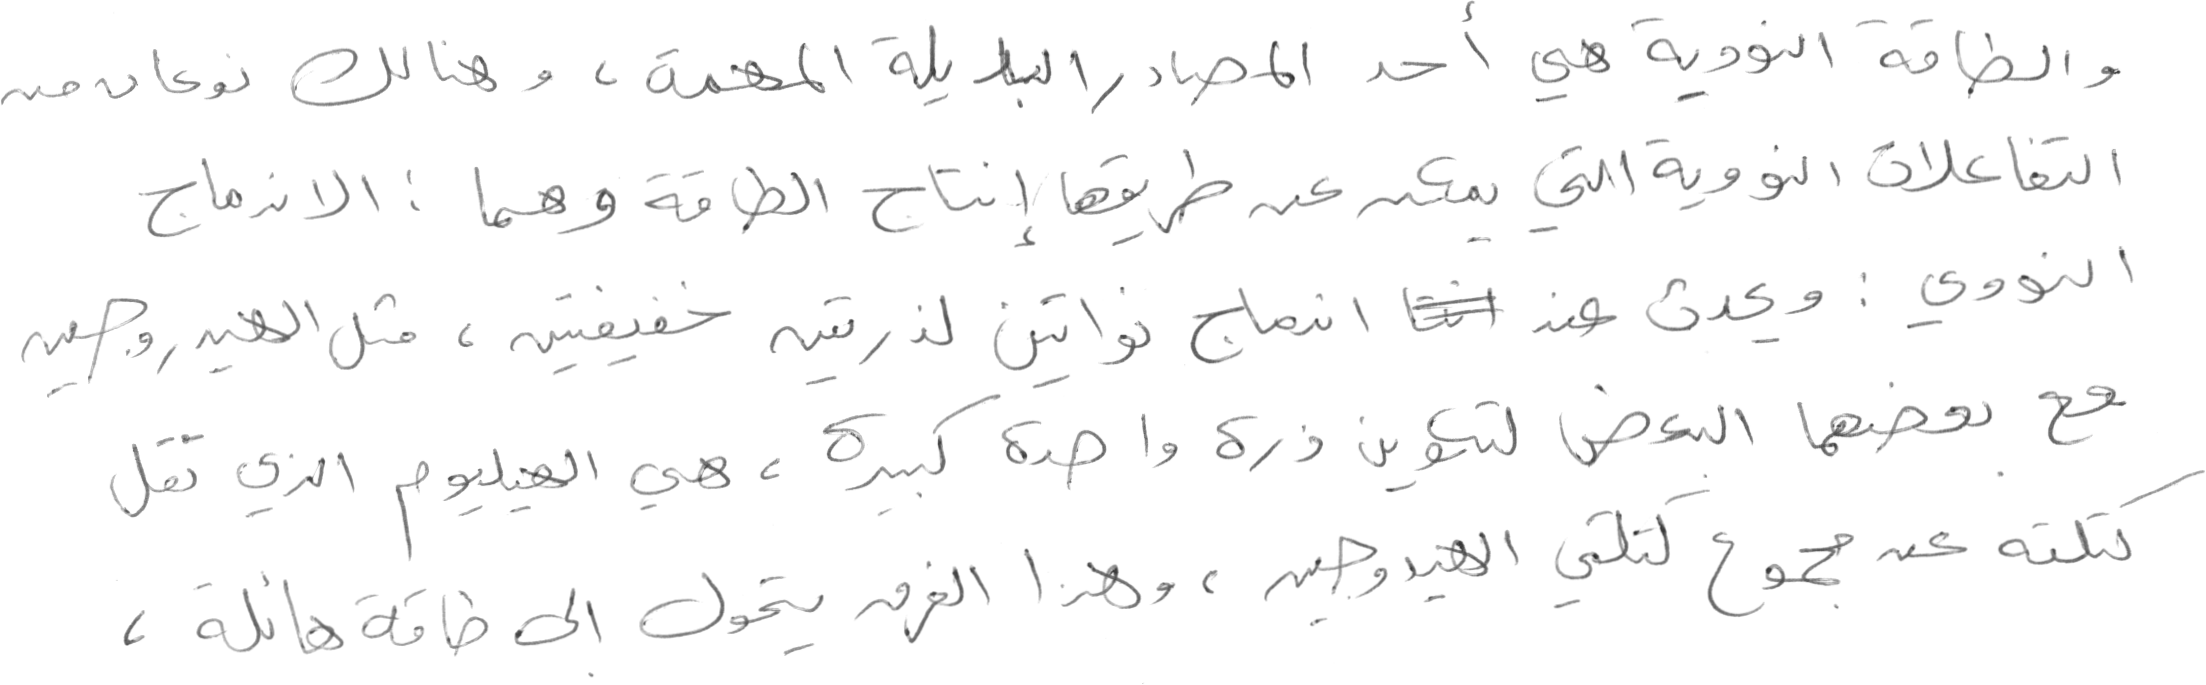 والطاقة النووية هي أحد المصادر البديلة المهمة ، وهنالك نوعان من
التفاعلات النووية التي يمكن عن طريقها إنتاج الطاقة وهما : الاندماج
النووي : ويحدث عند اندماج نواتين لذرتين خفيفتين ، مثل الهيدروجين
مع بعضهما البعض لتكوين ذرة واحدة كبيرة ، هي الهيليوم الذي تقل
كتلته عن مجموع كتلتي الهيدروجين ، وهذا الفرق يتحول إلى طاقة هائلة ،